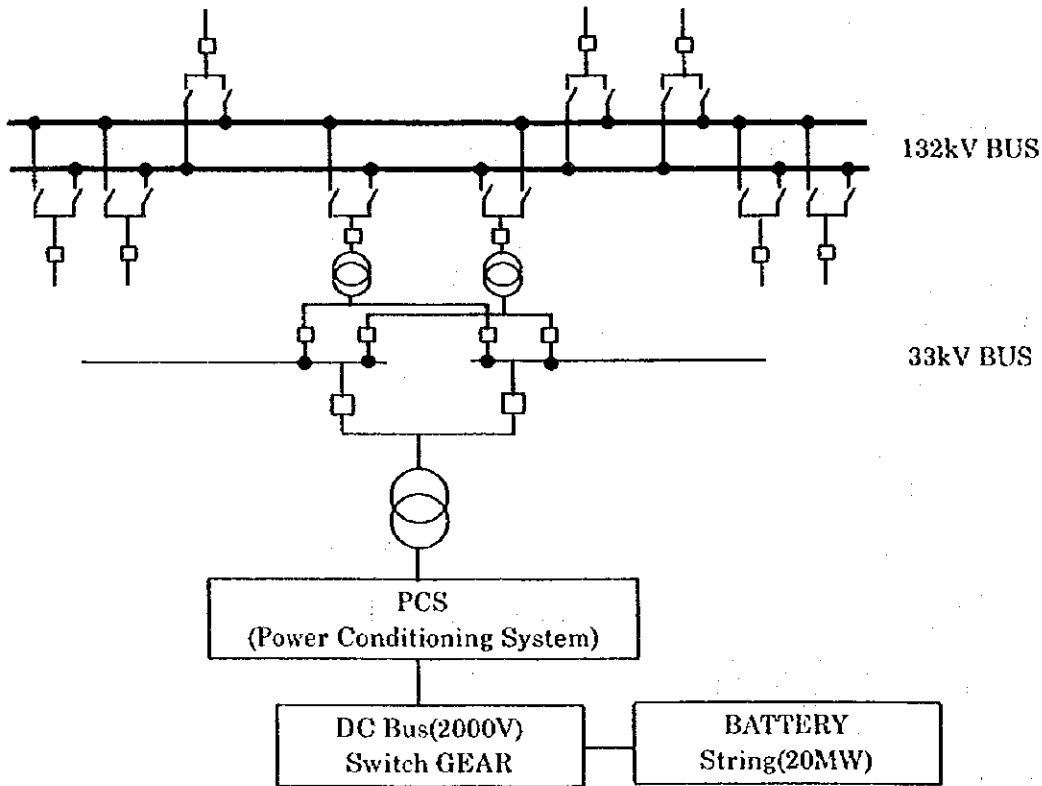 132kV BUS
33kV BUS
PCS
(Power Conditioning System)
DC Bus(2000V)
Switch GEAR
BATTERY
String(20MW)